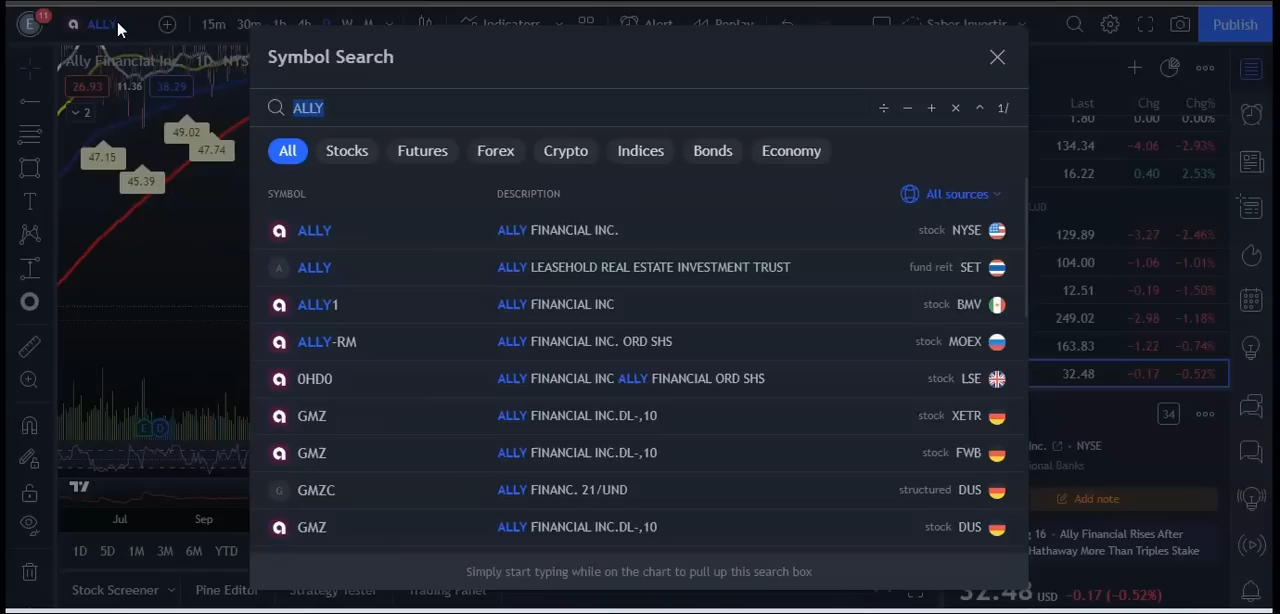 E 11 ALLY 15m 30m 1h 4h D W M Indicators Alert Replay Saber Investir Publish
Symbol Search
Ally Financial Inc. 1D NYS
26.93 11.36 38.29
2
49.02
47.15 47.74
45.39
ALLY
1/
All Stocks Futures Forex Crypto Indices Bonds Economy
SYMBOL DESCRIPTION All sources
ALLY ALLY FINANCIAL INC. stock NYSE
A ALLY ALLY LEASEHOLD REAL ESTATE INVESTMENT TRUST fund reit SET
ALLY1 ALLY FINANCIAL INC stock BMV
ALLY-RM ALLY FINANCIAL INC. ORD SHS stock MOEX
0HD0 ALLY FINANCIAL INC ALLY FINANCIAL ORD SHS stock LSE
GMZ ALLY FINANCIAL INC.DL-,10 stock XETR
GMZ ALLY FINANCIAL INC.DL-,10 stock FWB
G GMZC ALLY FINANC. 21/UND structured DUS
GMZ ALLY FINANCIAL INC.DL-,10 stock DUS
Simply start typing while on the chart to pull up this search box
Last Chg Chg%
1.80 0.00 0.00%
134.34 -4.06 -2.93%
16.22 0.40 2.53%
LUD
129.89 -3.27 -2.46%
104.00 -1.06 -1.01%
12.51 -0.19 -1.50%
249.02 -2.98 -1.18%
163.83 -1.22 -0.74%
32.48 -0.17 -0.52%
34
Inc. · NYSE
ional Banks
Add note
16 - Ally Financial Rises After
Hathaway More Than Triples Stake
32.48 USD -0.17 (-0.52%)
E D
Jul Sep
1D 5D 1M 3M 6M YTD
Stock Screener Pine Editor Strategy Tester Trading Panel